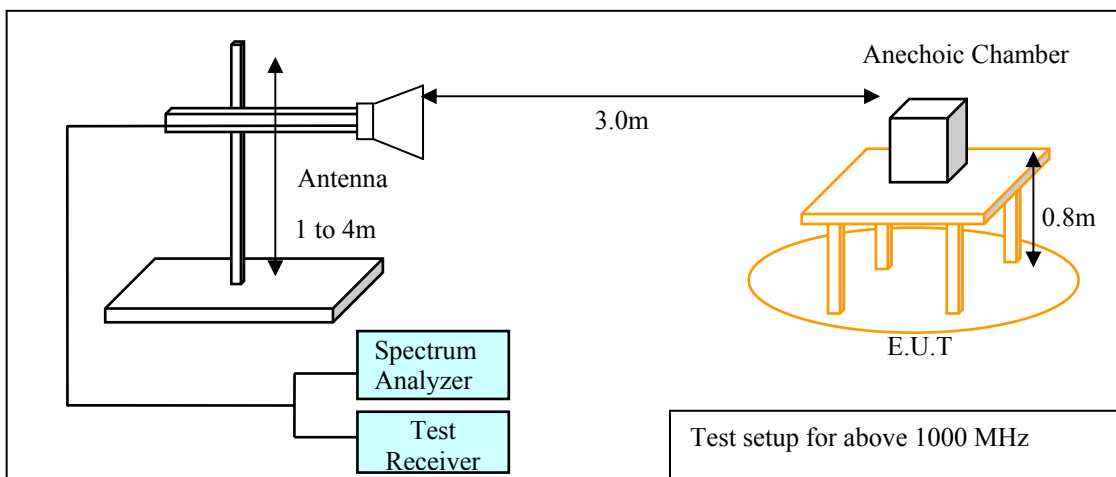 Anechoic Chamber
3.0m
Antenna
1 to 4m
0.8m
E.U.T
Spectrum
Analyzer
Test
Receiver
Test setup for above 1000 MHz